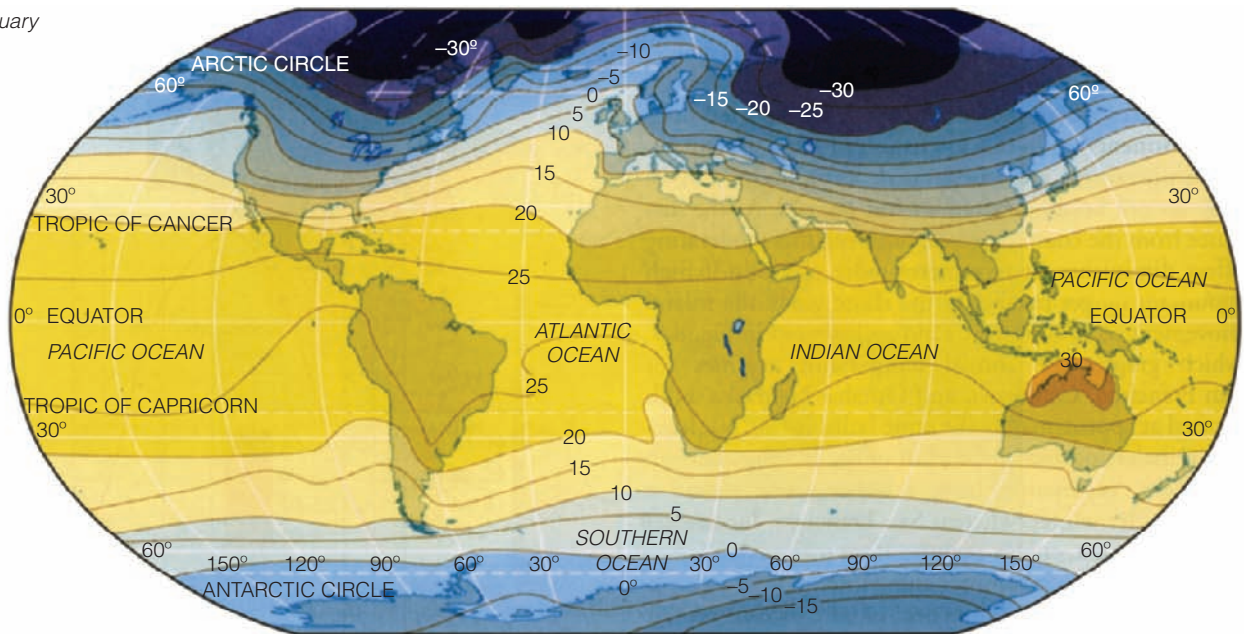 uary
–30º
–10
ARCTIC CIRCLE
–5
–30
60º
0
–15
–20
–25
60º
5
10
15
30º
30º
20
TROPIC OF CANCER
25
PACIFIC OCEAN
0º EQUATOR
ATLANTIC
OCEAN
EQUATOR
0º
PACIFIC OCEAN
INDIAN OCEAN
30
25
TROPIC OF CAPRICORN
30º
20
30º
15
10
5
SOUTHERN
OCEAN
60º
0
60º
150º
120º
90º
60º
30º
0º
30º
60º
90º
120º
150º
ANTARCTIC CIRCLE
–5
–10
–15